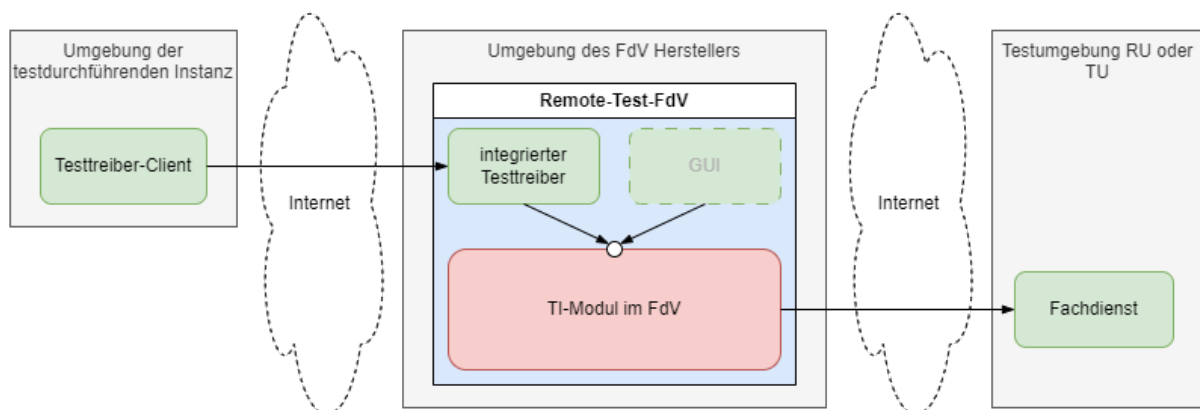 Umgebung der
testdurchführenden Instanz
Testtreiber-Client
Internet
Umgebung des FdV Herstellers
Remote-Test-FdV
integrierter
Testtreiber
GUI
TI-Modul im FdV
Internet
Testumgebung RU oder
TU
Fachdienst